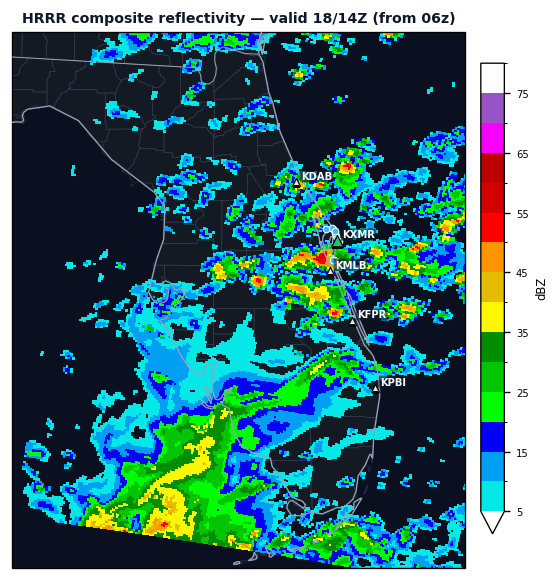 HRRR composite reflectivity — valid 18/14Z (from 06z)
KDAB
KXMR
KMLB
KFPR
KPBI
75
65
55
45
35
25
15
5
dBZ